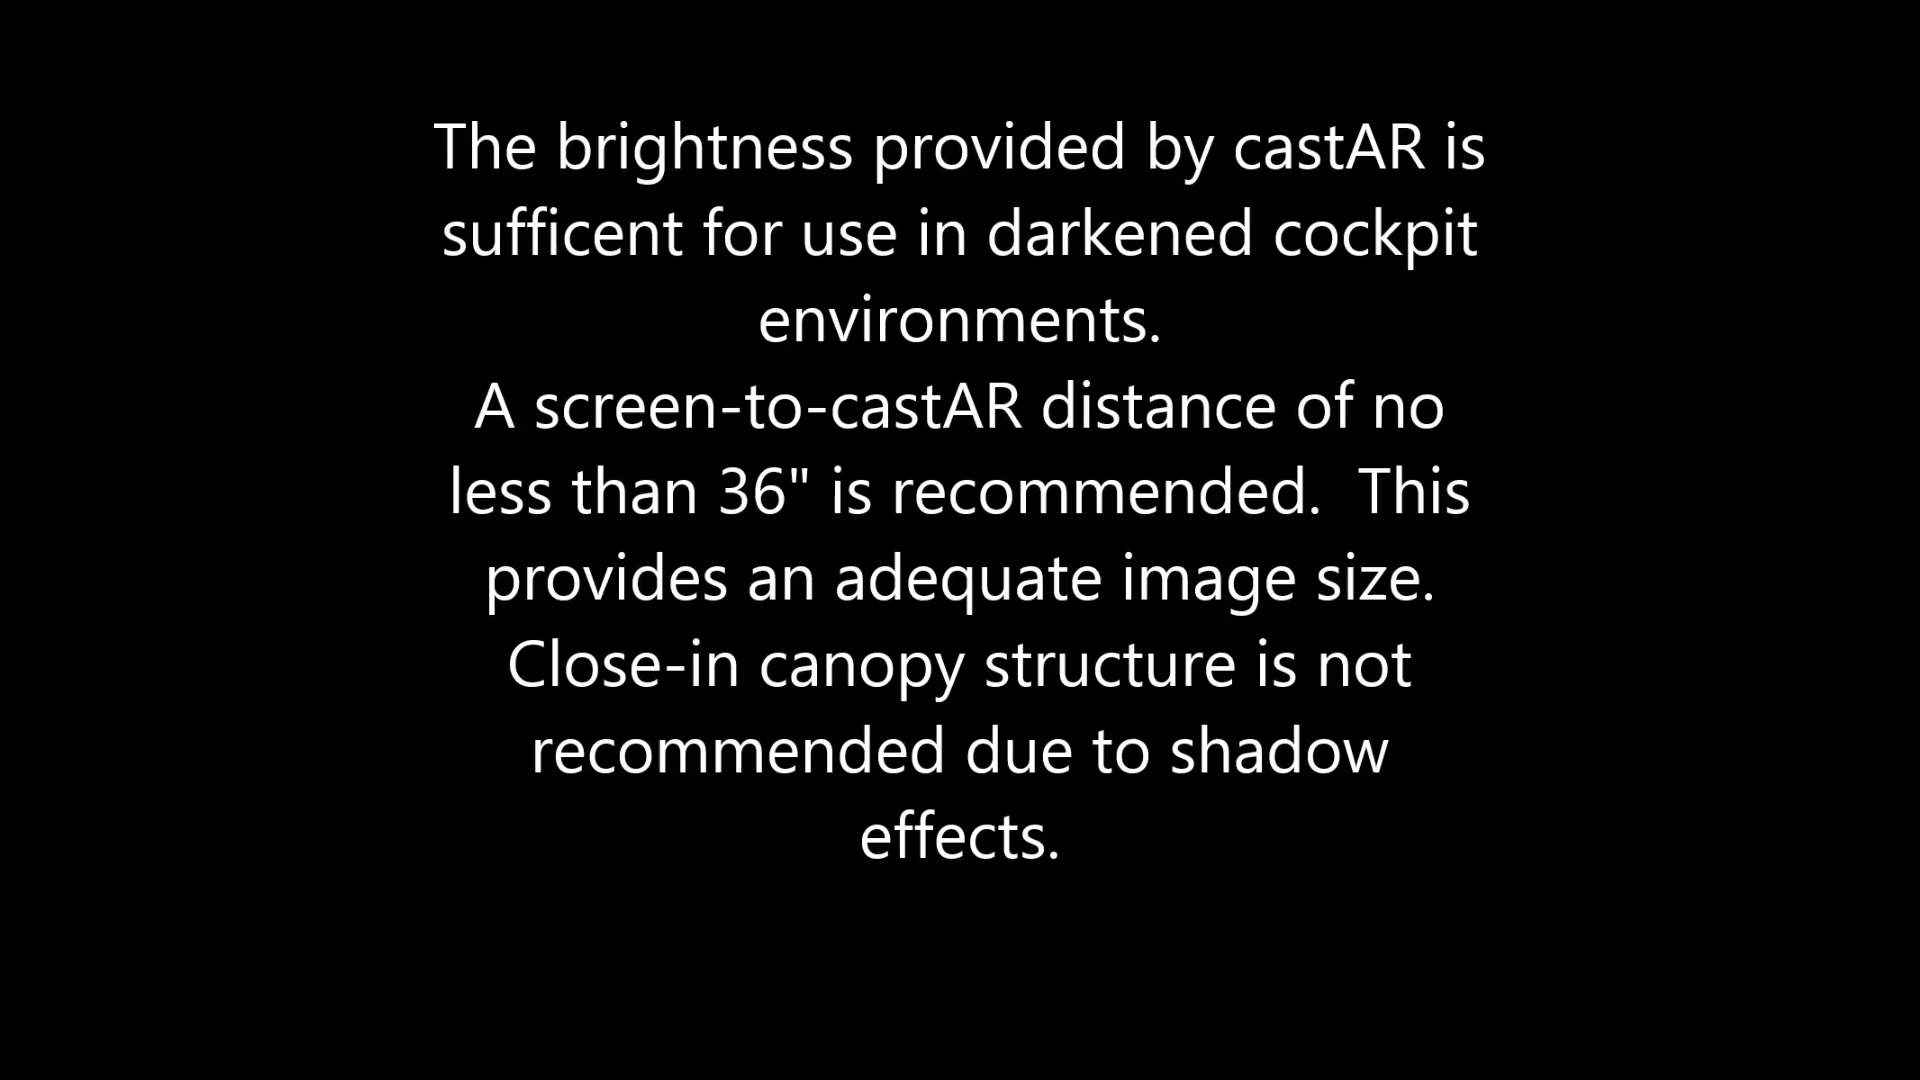 The brightness provided by castAR is
sufficent for use in darkened cockpit
environments.
A screen-to-castAR distance of no
less than 36" is recommended.  This
provides an adequate image size.
Close-in canopy structure is not
recommended due to shadow
effects.